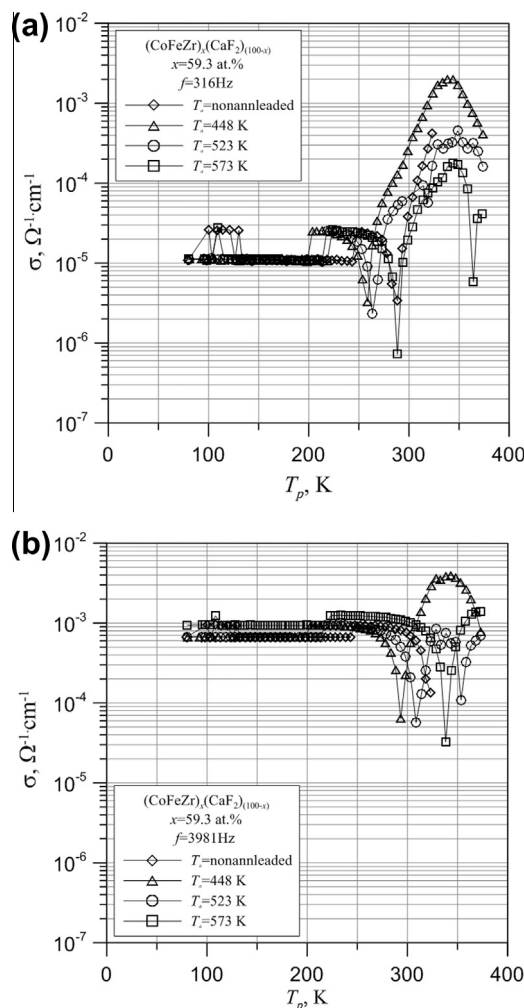 (a)
10⁻²
10⁻³
10⁻⁴
10⁻⁵
10⁻⁶
10⁻⁷
σ, Ω⁻¹·cm⁻¹
(CoFeZr)ₓ(CaF₂)₍₁₀₀₋ₓ₎
x=59.3 at.%
f=316Hz
Tₐ=nonannleaded
Tₐ=448 K
Tₐ=523 K
Tₐ=573 K
0 100 200 300 400
Tₚ, K
(b)
10⁻²
10⁻³
10⁻⁴
10⁻⁵
10⁻⁶
10⁻⁷
σ, Ω⁻¹·cm⁻¹
(CoFeZr)ₓ(CaF₂)₍₁₀₀₋ₓ₎
x=59.3 at.%
f=3981Hz
Tₐ=nonannleaded
Tₐ=448 K
Tₐ=523 K
Tₐ=573 K
0 100 200 300 400
Tₚ, K